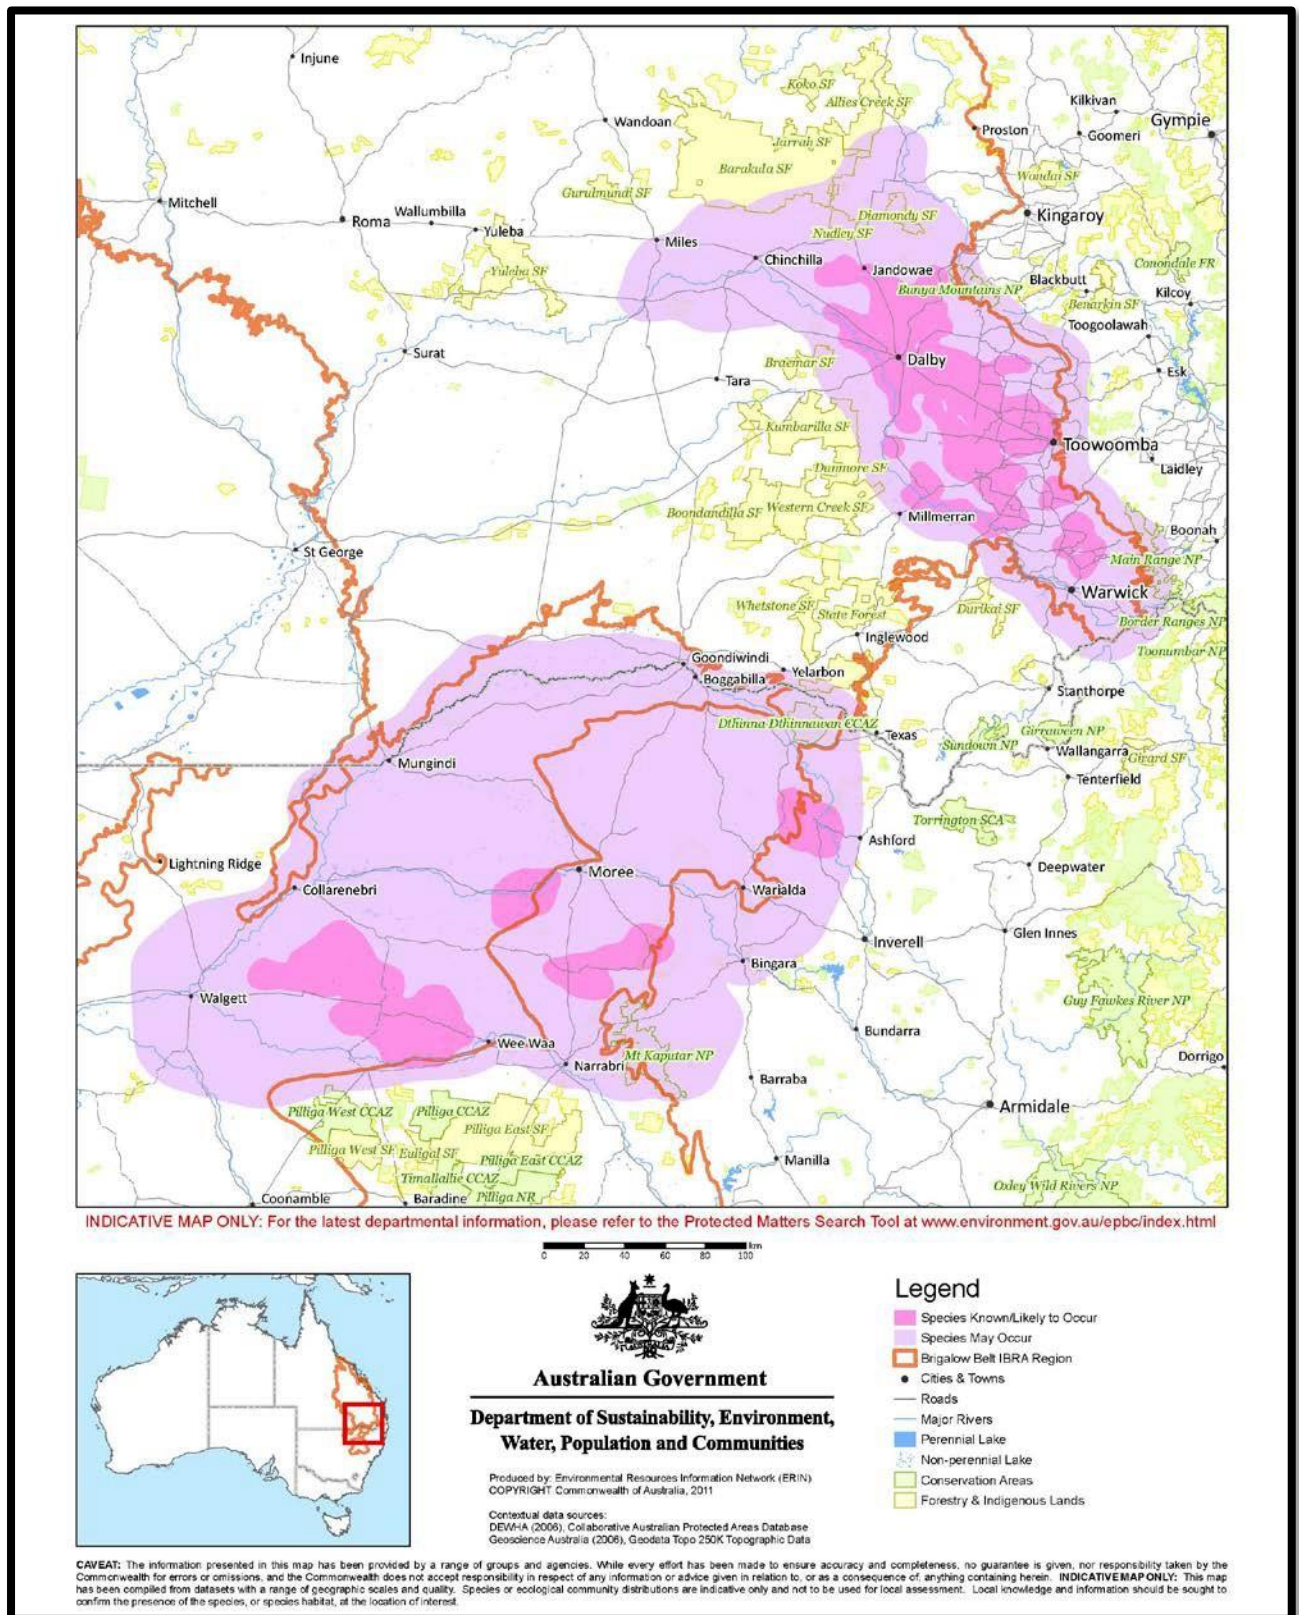 Injune
Koko SF
Allies Creek SF
Kilkivan
Gympie
Wandoan
Proston
Goomeri
Jarrah SF
Barakula SF
Wondai SF
Gurulmundi SF
Mitchell
Roma
Wallumbilla
Yuleba
Diamondy SF
Kingaroy
Nudley SF
Miles
Chinchilla
Jandowae
Conondale FR
Yuleba SF
Bunya Mountains NP
Blackbutt
Benarkin SF
Kilcoy
Toogoolawah
Surat
Braemar SF
Dalby
Esk
Tara
Kumbarilla SF
Toowoomba
Dunmore SF
Laidley
Boondandilla SF
Western Creek SF
Millmerran
Boonah
St George
Main Range NP
Warwick
Whetstone SF
State Forest
Durikai SF
Border Ranges NP
Inglewood
Toonumbar NP
Goondiwindi
Boggabilla
Yelarbon
Stanthorpe
Dthinna Dthinnawan CCAZ
Texas
Girraween NP
Sundown NP
Wallangarra
Girard SF
Mungindi
Tenterfield
Torrington SCA
Ashford
Lightning Ridge
Deepwater
Moree
Collarenebri
Warialda
Glen Innes
Inverell
Bingara
Walgett
Guy Fawkes River NP
Bundarra
Wee Waa
Mt Kaputar NP
Dorrigo
Narrabri
Barraba
Pilliga West CCAZ
Pilliga CCAZ
Armidale
Pilliga East SF
Pilliga West SF
Euligal SF
Pilliga East CCAZ
Manilla
Timallallie CCAZ
Oxley Wild Rivers NP
Coonamble
Baradine
Pilliga NR
INDICATIVE MAP ONLY: For the latest departmental information, please refer to the Protected Matters Search Tool at www.environment.gov.au/epbc/index.html
0 20 40 60 80 100 km
Australian Government
Department of Sustainability, Environment,
Water, Population and Communities
Produced by: Environmental Resources Information Network (ERIN)
COPYRIGHT Commonwealth of Australia, 2011
Contextual data sources:
DEWHA (2006), Collaborative Australian Protected Areas Database
Geoscience Australia (2006), Geodata Topo 250K Topographic Data
Legend
Species Known/Likely to Occur
Species May Occur
Brigalow Belt IBRA Region
Cities & Towns
Roads
Major Rivers
Perennial Lake
Non-perennial Lake
Conservation Areas
Forestry & Indigenous Lands
CAVEAT: The information presented in this map has been provided by a range of groups and agencies. While every effort has been made to ensure accuracy and completeness, no guarantee is given, nor responsibility taken by the
Commonwealth for errors or omissions, and the Commonwealth does not accept responsibility in respect of any information or advice given in relation to, or as a consequence of, anything containing herein. INDICATIVE MAP ONLY: This map
has been compiled from datasets with a range of geographic scales and quality. Species or ecological community distributions are indicative only and not to be used for local assessment. Local knowledge and information should be sought to
confirm the presence of the species, or species habitat, at the location of interest.